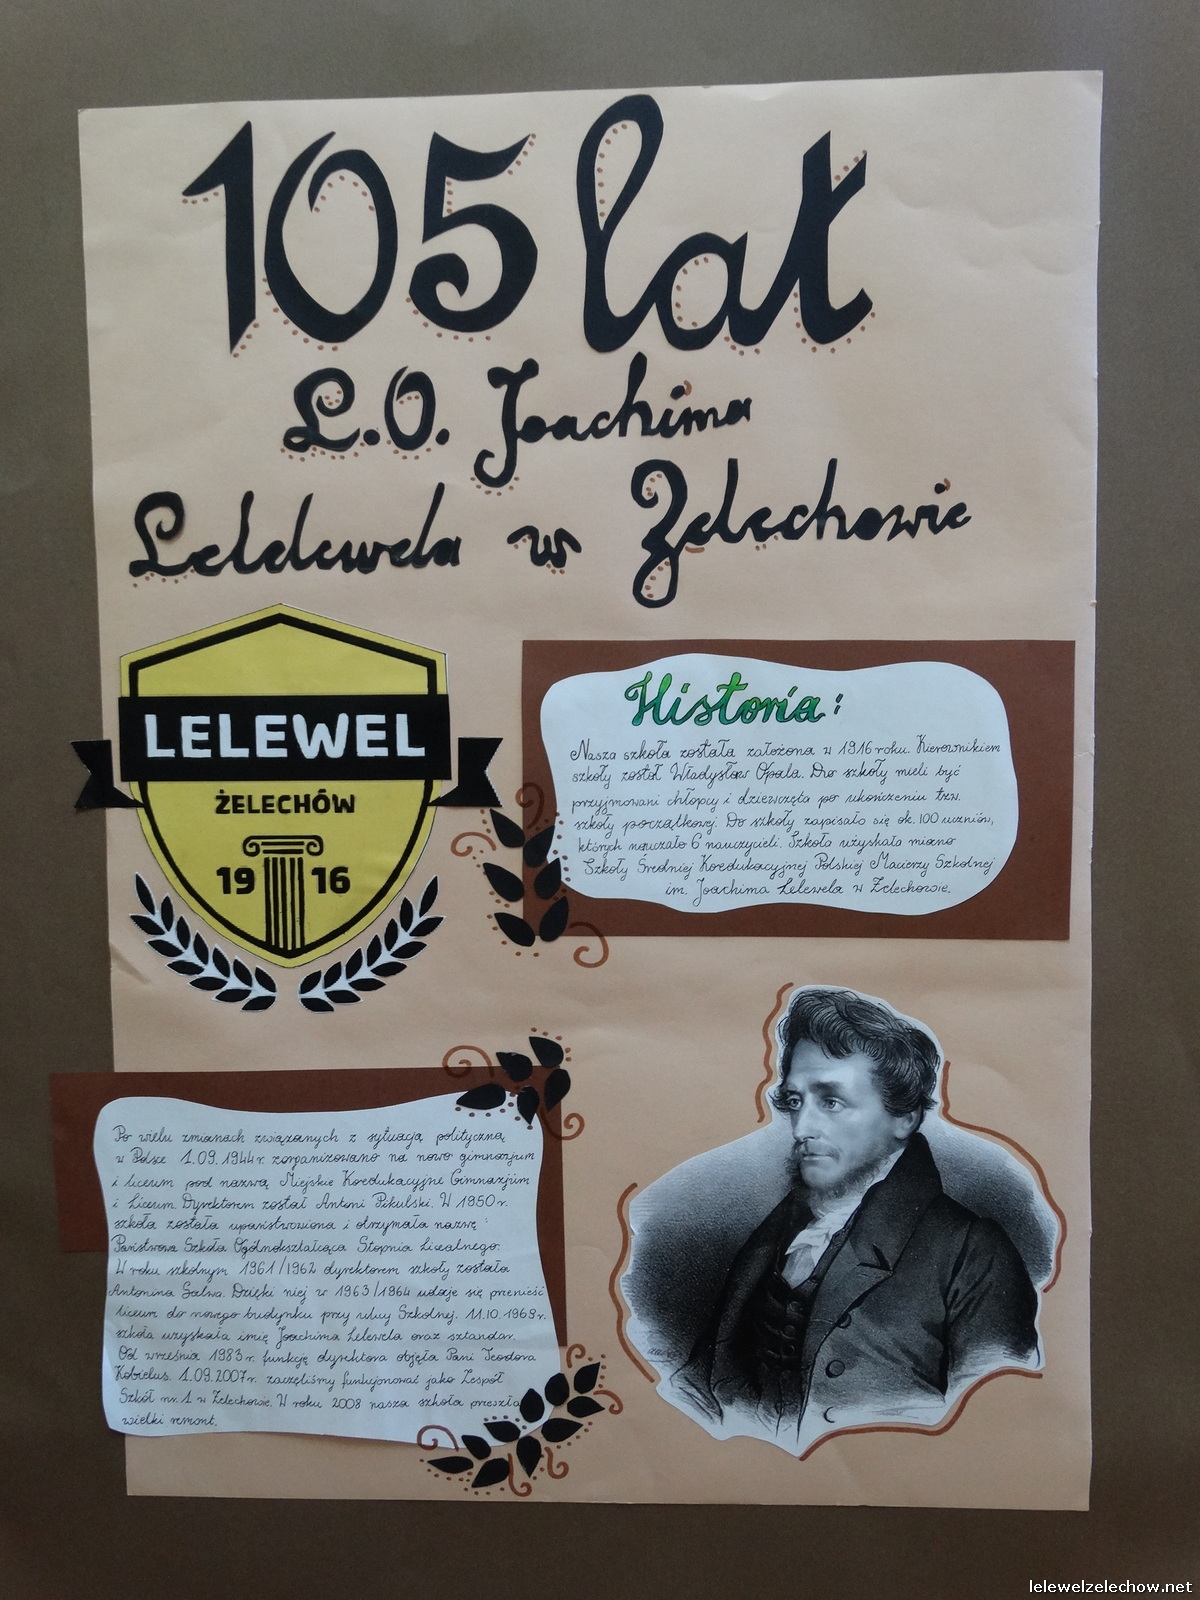 105 lat
L.O. Joachima
Lelelewela w Żelechowie
LELEWEL
ŻELECHÓW
19 16
Historia:
Nasza szkoła została założona w 1916 roku. Kierownikiem
szkoły został Władysław Opala. Do szkoły mieli być
przyjmowani chłopcy i dziewczęta po ukończeniu tzw.
szkoły początkowej. Do szkoły zapisało się ok. 100 uczniów,
których nauczało 6 nauczycieli. Szkoła uzyskała miano
Szkoły Średniej Koedukacyjnej Polskiej Macierzy Szkolnej
im. Joachima Lelewela w Żelechowie.
Po wielu zmianach związanych z sytuacją polityczną
w Polsce 1.09.1944r. zorganizowano na nowo gimnazjum
i liceum pod nazwą Miejskie Koedukacyjne Gimnazjum
i Liceum. Dyrektorem został Antoni Pikulski. W 1950 r.
szkoła została upaństwowiona i otrzymała nazwę:
Państwowa Szkoła Ogólnokształcąca Stopnia Licealnego.
W roku szkolnym 1961/1962 dyrektorem szkoły została
Antonina Galwa. Dzięki niej w 1963/1964 udaje się przenieść
liceum do nowego budynku przy ulicy Szkolnej. 11.10.1969r.
szkoła uzyskała imię Joachima Lelewela oraz sztandar.
Od września 1983 r. funkcję dyrektora objęła Pani Teodora
Kobielus. 1.09.2007r. zaczęliśmy funkcjonować jako Zespół
Szkół nr. 1 w Żelechowie. W roku 2008 nasza szkoła przeszła
wielki remont.
lelewelzelechow.net